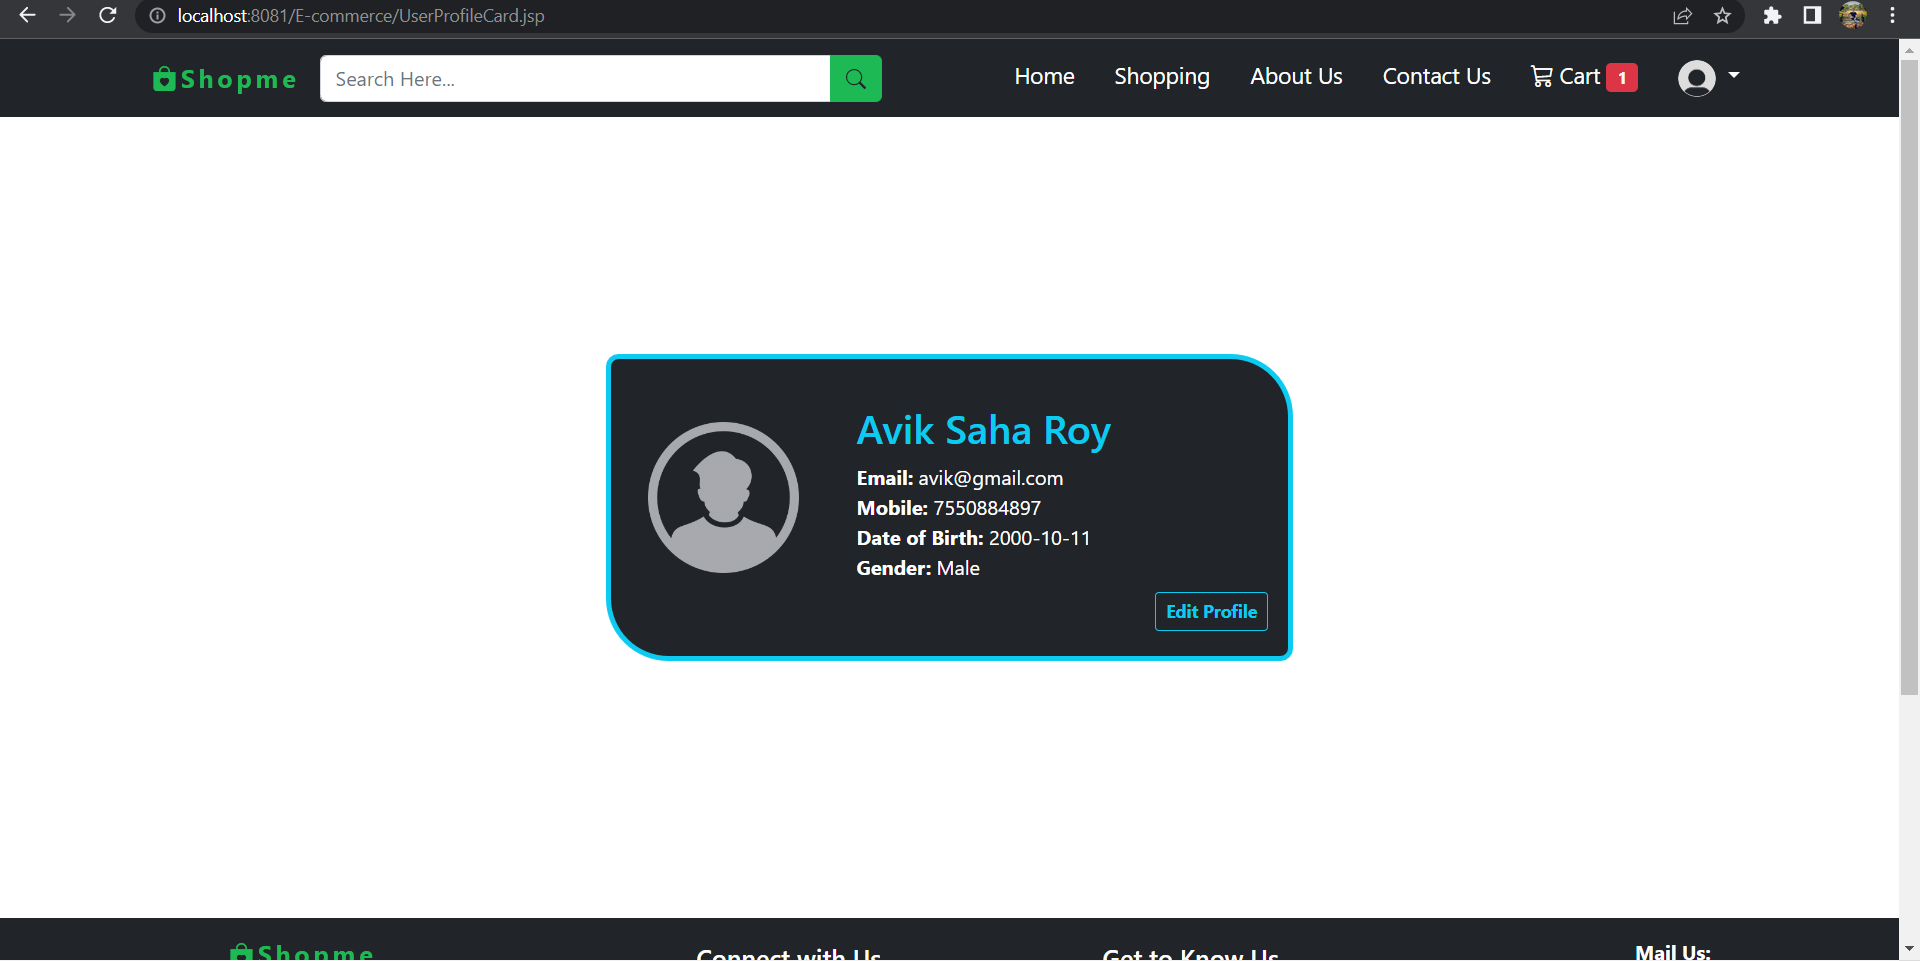 localhost:8081/E-commerce/UserProfileCard.jsp
Shopme Search Here... Home Shopping About Us Contact Us Cart 1
Avik Saha Roy
Email: avik@gmail.com
Mobile: 7550884897
Date of Birth: 2000-10-11
Gender: Male
Edit Profile
Shopme Connect with Us Get to Know Us Mail Us: